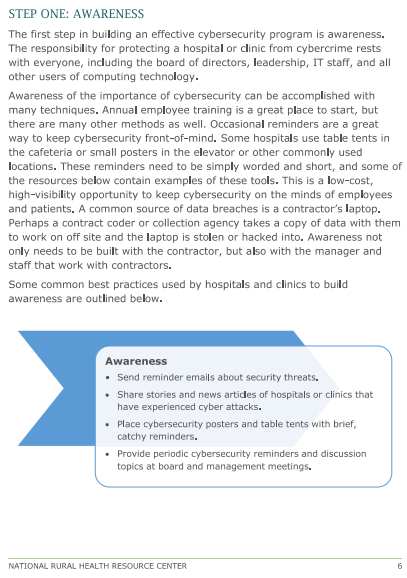 STEP ONE: AWARENESS
The first step in building an effective cybersecurity program is awareness.
The responsibility for protecting a hospital or clinic from cybercrime rests
with everyone, including the board of directors, leadership, IT staff, and all
other users of computing technology.
Awareness of the importance of cybersecurity can be accomplished with
many techniques. Annual employee training is a great place to start, but
there are many other methods as well. Occasional reminders are a great
way to keep cybersecurity front-of-mind. Some hospitals use table tents in
the cafeteria or small posters in the elevator or other commonly used
locations. These reminders need to be simply worded and short, and some of
the resources below contain examples of these tools. This is a low-cost,
high-visibility opportunity to keep cybersecurity on the minds of employees
and patients. A common source of data breaches is a contractor's laptop.
Perhaps a contract coder or collection agency takes a copy of data with them
to work on off site and the laptop is stolen or hacked into. Awareness not
only needs to be built with the contractor, but also with the manager and
staff that work with contractors.
Some common best practices used by hospitals and clinics to build
awareness are outlined below.
Awareness
• Send reminder emails about security threats.
• Share stories and news articles of hospitals or clinics that
have experienced cyber attacks.
• Place cybersecurity posters and table tents with brief,
catchy reminders.
• Provide periodic cybersecurity reminders and discussion
topics at board and management meetings.
NATIONAL RURAL HEALTH RESOURCE CENTER 6